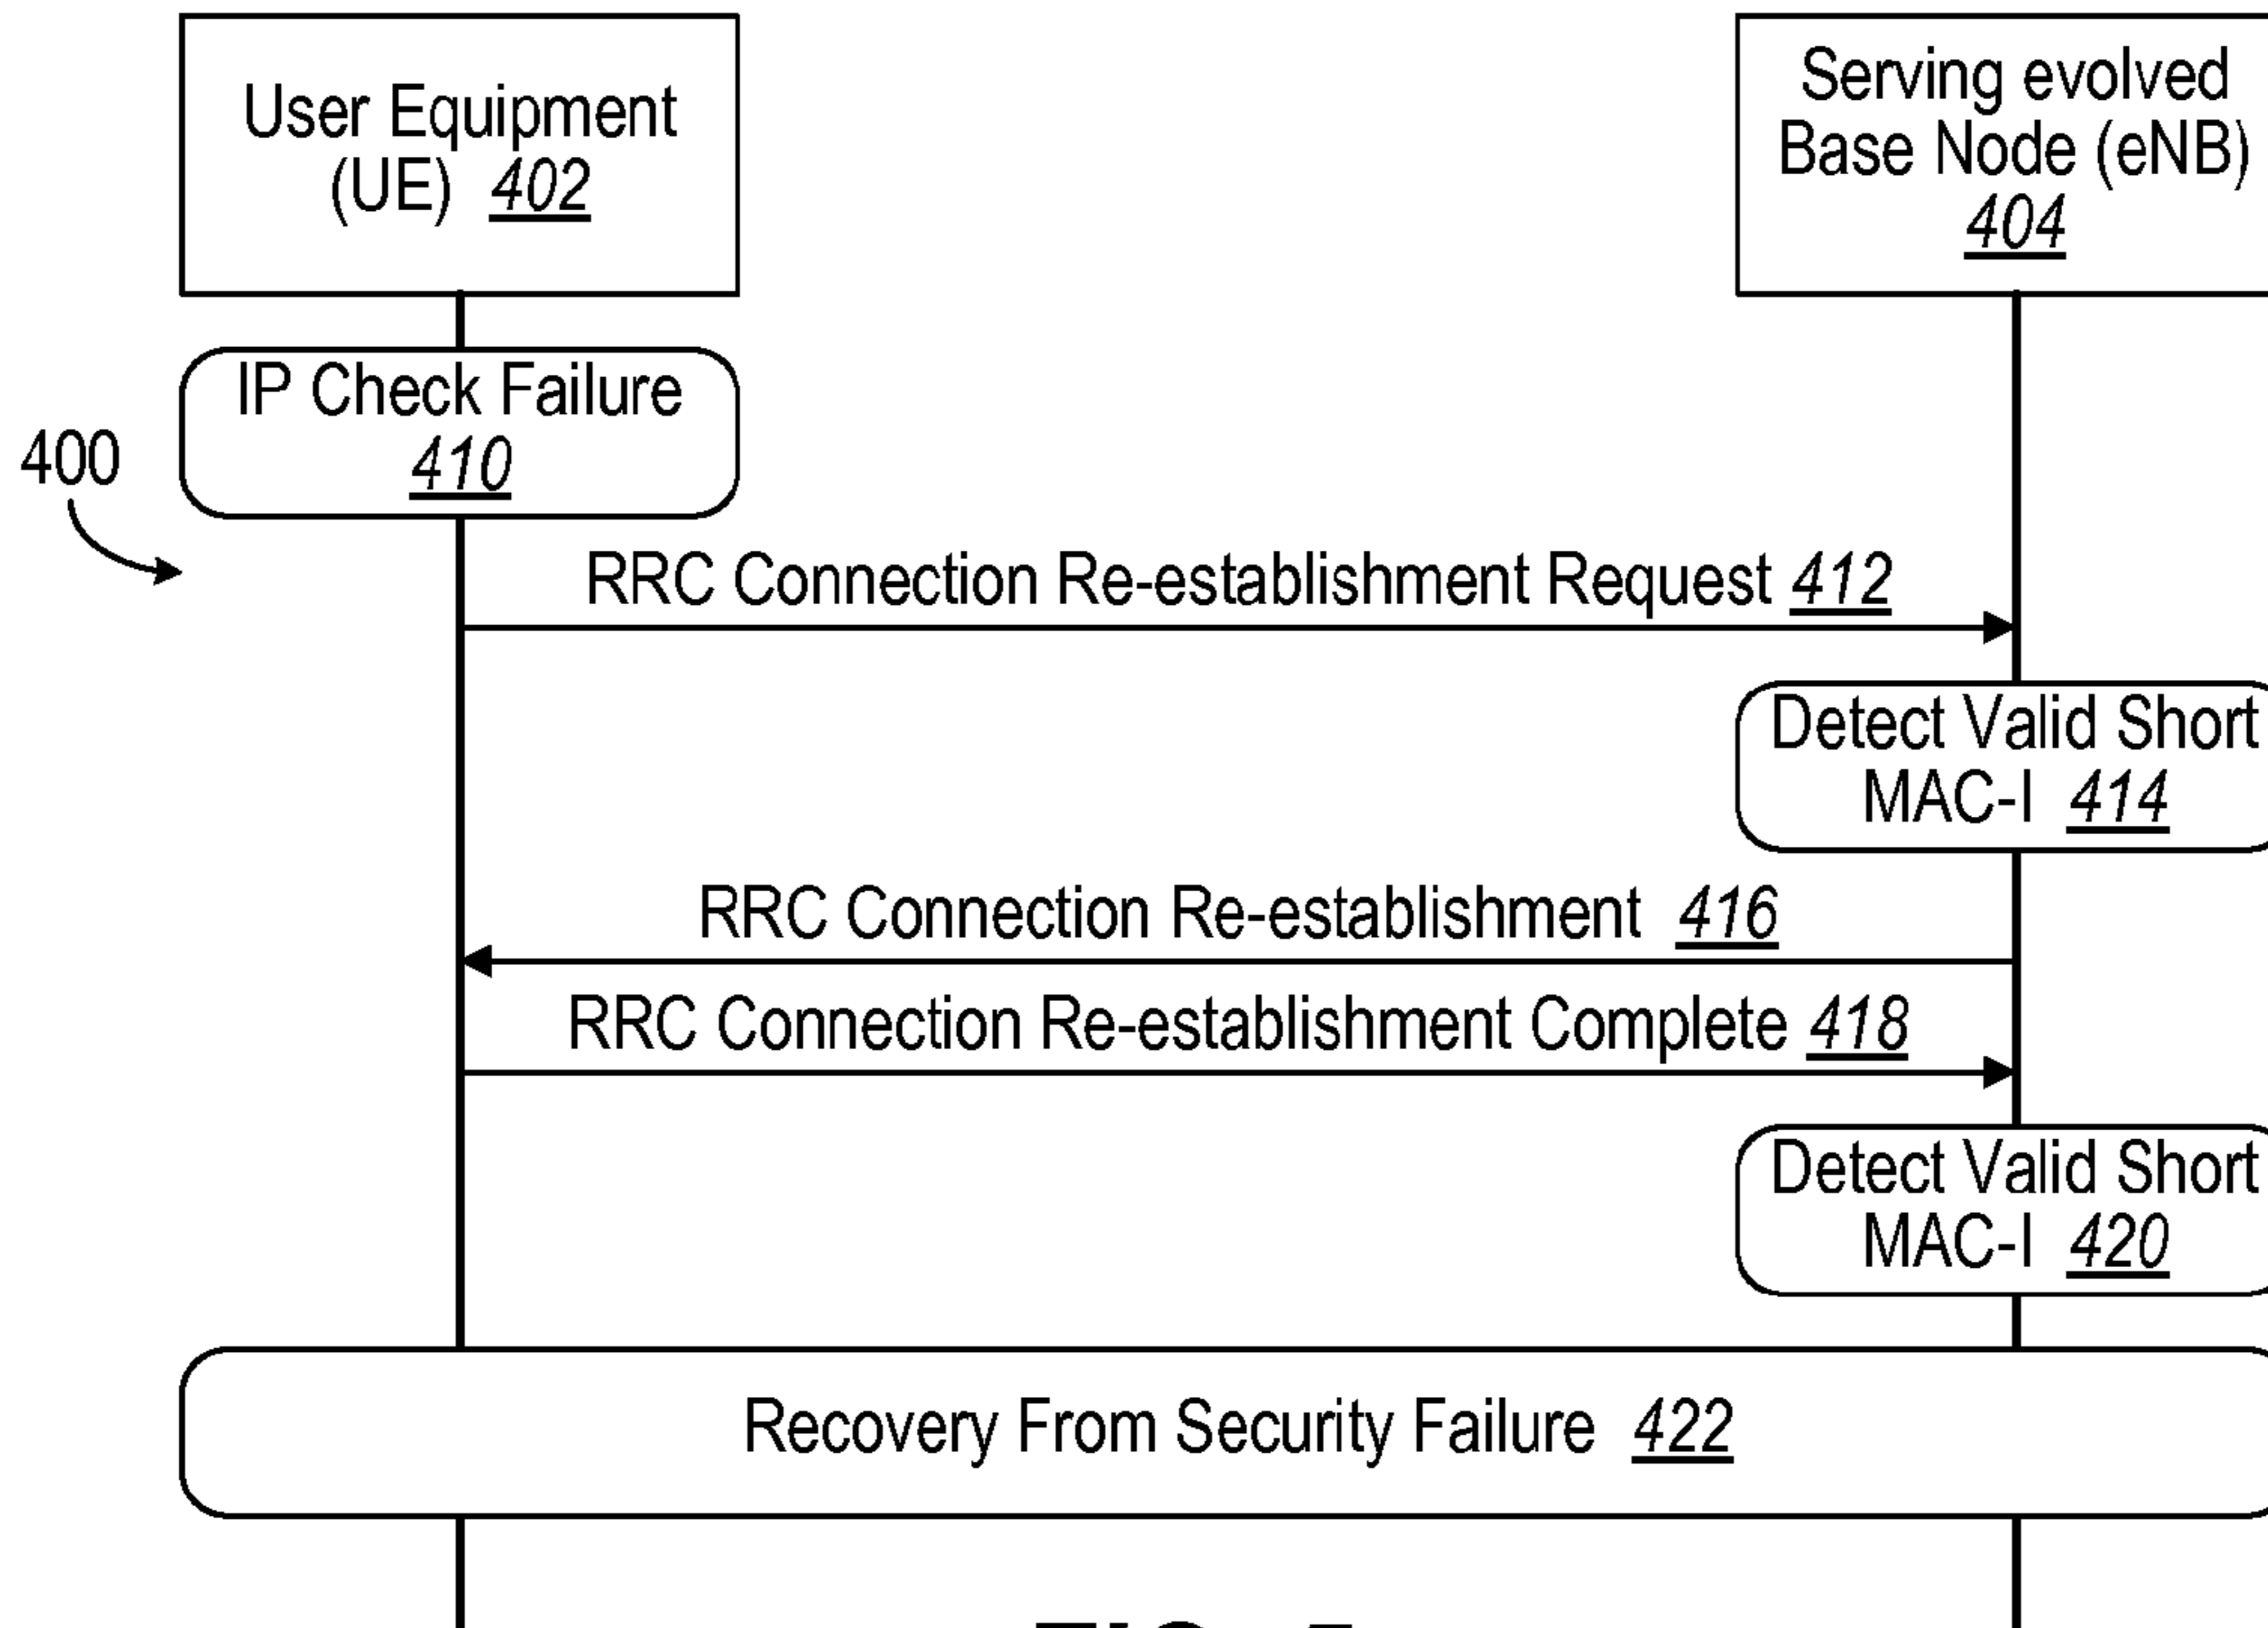 User Equipment
(UE) 402
Serving evolved
Base Node (eNB)
404
IP Check Failure
410
400
RRC Connection Re-establishment Request 412
Detect Valid Short
MAC-I 414
RRC Connection Re-establishment 416
RRC Connection Re-establishment Complete 418
Detect Valid Short
MAC-I 420
Recovery From Security Failure 422